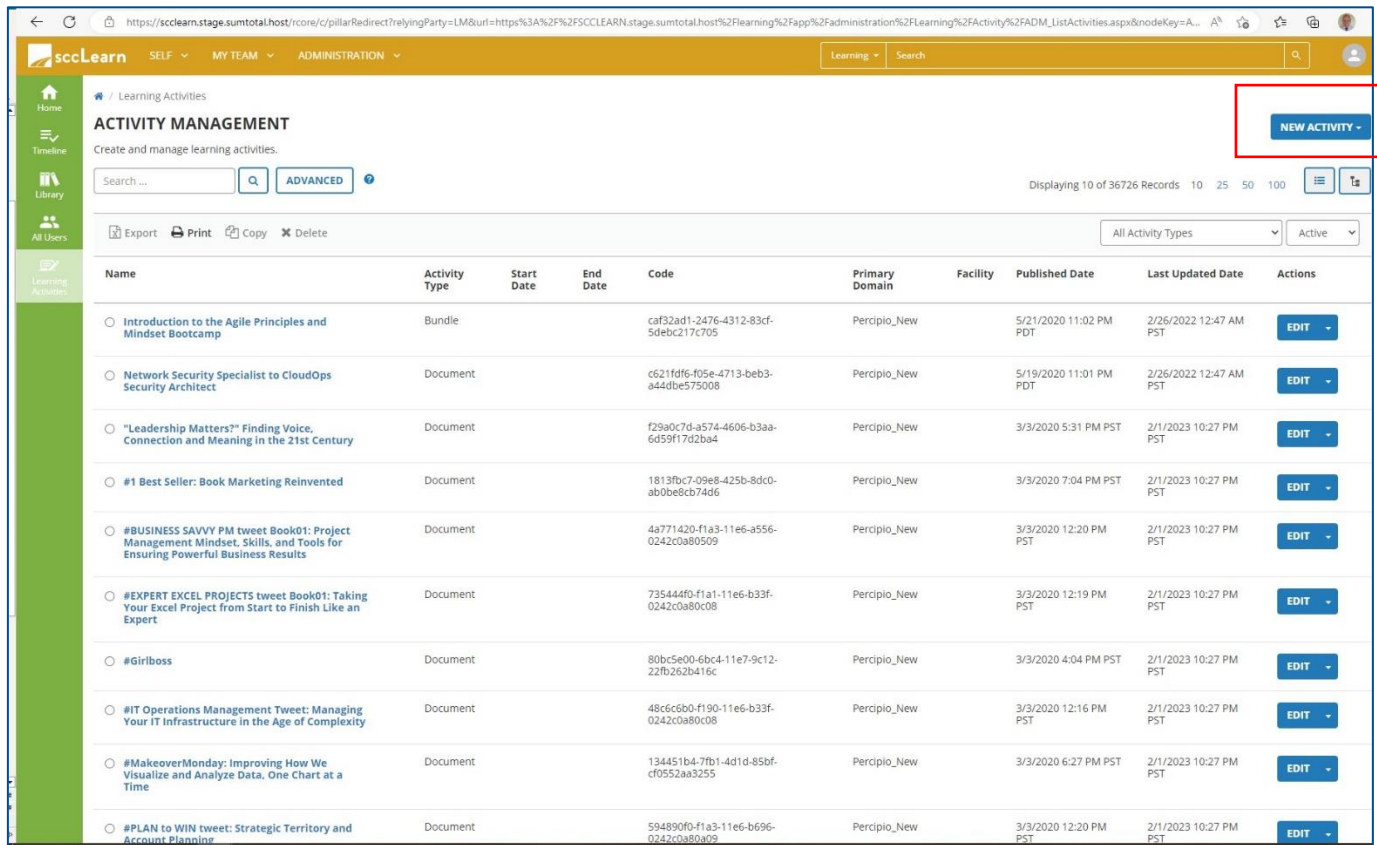 https://scclearn.stage.sumtotal.host/rcore/c/pillarRedirect?relyingParty=LM&url=https%3A%2F%2FSCCLEARN.stage.sumtotal.host%2Flearning%2Fapp%2Fadministration%2FLearning%2FActivity%2FADM_ListActivities.aspx&nodeKey=A...
sccLearn SELF MY TEAM ADMINISTRATION Learning Search
Home
Timeline
Library
All Users
Learning Activities
/ Learning Activities
ACTIVITY MANAGEMENT
NEW ACTIVITY
Create and manage learning activities.
Search ... ADVANCED
Displaying 10 of 36726 Records 10 25 50 100
Export Print Copy Delete All Activity Types Active
Name Activity Type Start Date End Date Code Primary Domain Facility Published Date Last Updated Date Actions
Introduction to the Agile Principles and Mindset Bootcamp Bundle caf32ad1-2476-4312-83cf-5debc217c705 Percipio_New 5/21/2020 11:02 PM PDT 2/26/2022 12:47 AM PST EDIT
Network Security Specialist to CloudOps Security Architect Document c621fdf6-f05e-4713-beb3-a44dbe575008 Percipio_New 5/19/2020 11:01 PM PDT 2/26/2022 12:47 AM PST EDIT
"Leadership Matters?" Finding Voice, Connection and Meaning in the 21st Century Document f29a0c7d-a574-4606-b3aa-6d59f17d2ba4 Percipio_New 3/3/2020 5:31 PM PST 2/1/2023 10:27 PM PST EDIT
#1 Best Seller: Book Marketing Reinvented Document 1813fbc7-09e8-425b-8dc0-ab0be8cb74d6 Percipio_New 3/3/2020 7:04 PM PST 2/1/2023 10:27 PM PST EDIT
#BUSINESS SAVVY PM tweet Book01: Project Management Mindset, Skills, and Tools for Ensuring Powerful Business Results Document 4a771420-f1a3-11e6-a556-0242c0a80509 Percipio_New 3/3/2020 12:20 PM PST 2/1/2023 10:27 PM PST EDIT
#EXPERT EXCEL PROJECTS tweet Book01: Taking Your Excel Project from Start to Finish Like an Expert Document 735444f0-f1a1-11e6-b33f-0242c0a80c08 Percipio_New 3/3/2020 12:19 PM PST 2/1/2023 10:27 PM PST EDIT
#Girlboss Document 80bc5e00-6bc4-11e7-9c12-22fb262b416c Percipio_New 3/3/2020 4:04 PM PST 2/1/2023 10:27 PM PST EDIT
#IT Operations Management Tweet: Managing Your IT Infrastructure in the Age of Complexity Document 48c6c6b0-f190-11e6-b33f-0242c0a80c08 Percipio_New 3/3/2020 12:16 PM PST 2/1/2023 10:27 PM PST EDIT
#MakeoverMonday: Improving How We Visualize and Analyze Data, One Chart at a Time Document 134451b4-7fb1-4d1d-85bf-cf0552aa3255 Percipio_New 3/3/2020 6:27 PM PST 2/1/2023 10:27 PM PST EDIT
#PLAN to WIN tweet: Strategic Territory and Account Planning Document 594890f0-f1a3-11e6-b696-0242c0a80a09 Percipio_New 3/3/2020 12:20 PM PST 2/1/2023 10:27 PM PST EDIT